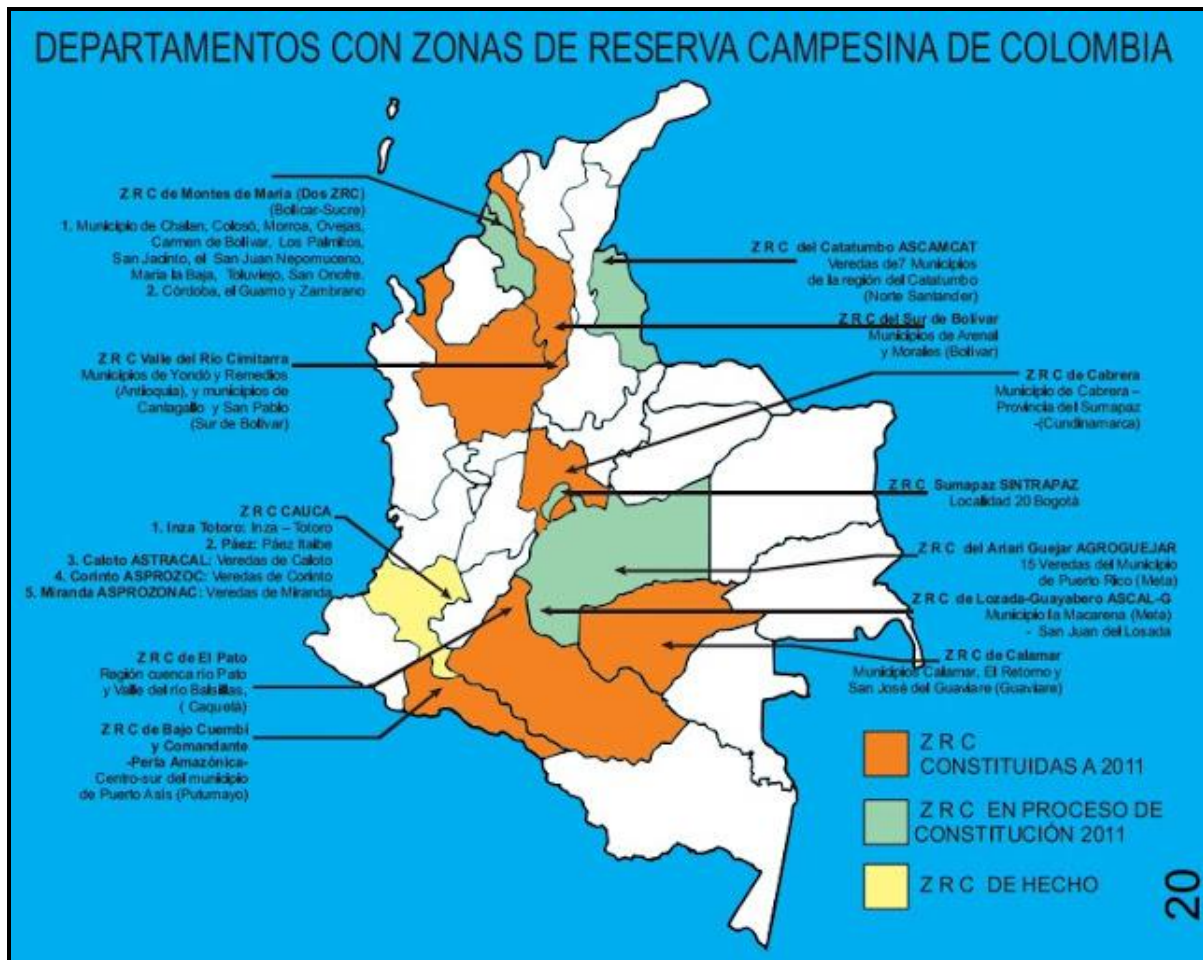 DEPARTAMENTOS CON ZONAS DE RESERVA CAMPESINA DE COLOMBIA
Z R C de Montes de María (Dos ZRC)
(Bolicar-Sucre)
1. Municipio de Chalan, Colosó, Morroa, Ovejas,
Carmen de Bolívar, Los Palmitos,
San Jacinto, el San Juan Nepomuceno,
María la Baja, Toluviejo, San Onofre.
2. Córdoba, el Guamo y Zambrano
Z R C Valle del Río Cimitarra
Municipios de Yondó y Remedios
(Antioquia), y municipios de
Cantagallo y San Pablo
(Sur de Bolívar)
Z R C CAUCA
1. Inza Totoro: Inza – Totoro
2. Páez: Páez Itaibe
3. Caloto ASTRACAL: Veredas de Caloto
4. Corinto ASPROZOC: Veredas de Corinto
5. Miranda ASPROZONAC: Veredas de Miranda
Z R C de El Pato
Región cuenca río Pato
y Valle del río Balsillas,
( Caquetá)
Z R C de Bajo Cuembí
y Comandante
-Perla Amazónica-
Centro-sur del municipio
de Puerto Asís (Putumayo)
Z R C del Catatumbo ASCAMCAT
Veredas de7 Municipios
de la región del Catatumbo
(Norte Santander)
Z R C del Sur de Bolívar
Municipios de Arenal
y Morales (Bolívar)
Z R C de Cabrera
Municipio de Cabrera –
Provincia del Sumapaz
-(Cundinamarca)
Z R C Sumapaz SINTRAPAZ
Localidad 20 Bogotá
Z R C del Ariari Guejar AGROGUEJAR
15 Veredas del Municipio
de Puerto Rico (Meta)
Z R C de Lozada-Guayabero ASCAL-G
Municipio la Macarena (Meta)
- San Juan del Losada
Z R C de Calamar
Municipios Calamar, El Retorno y
San José del Guaviare (Guaviare)
Z R C
CONSTITUIDAS A 2011
Z R C EN PROCESO DE
CONSTITUCIÓN 2011
Z R C DE HECHO
20